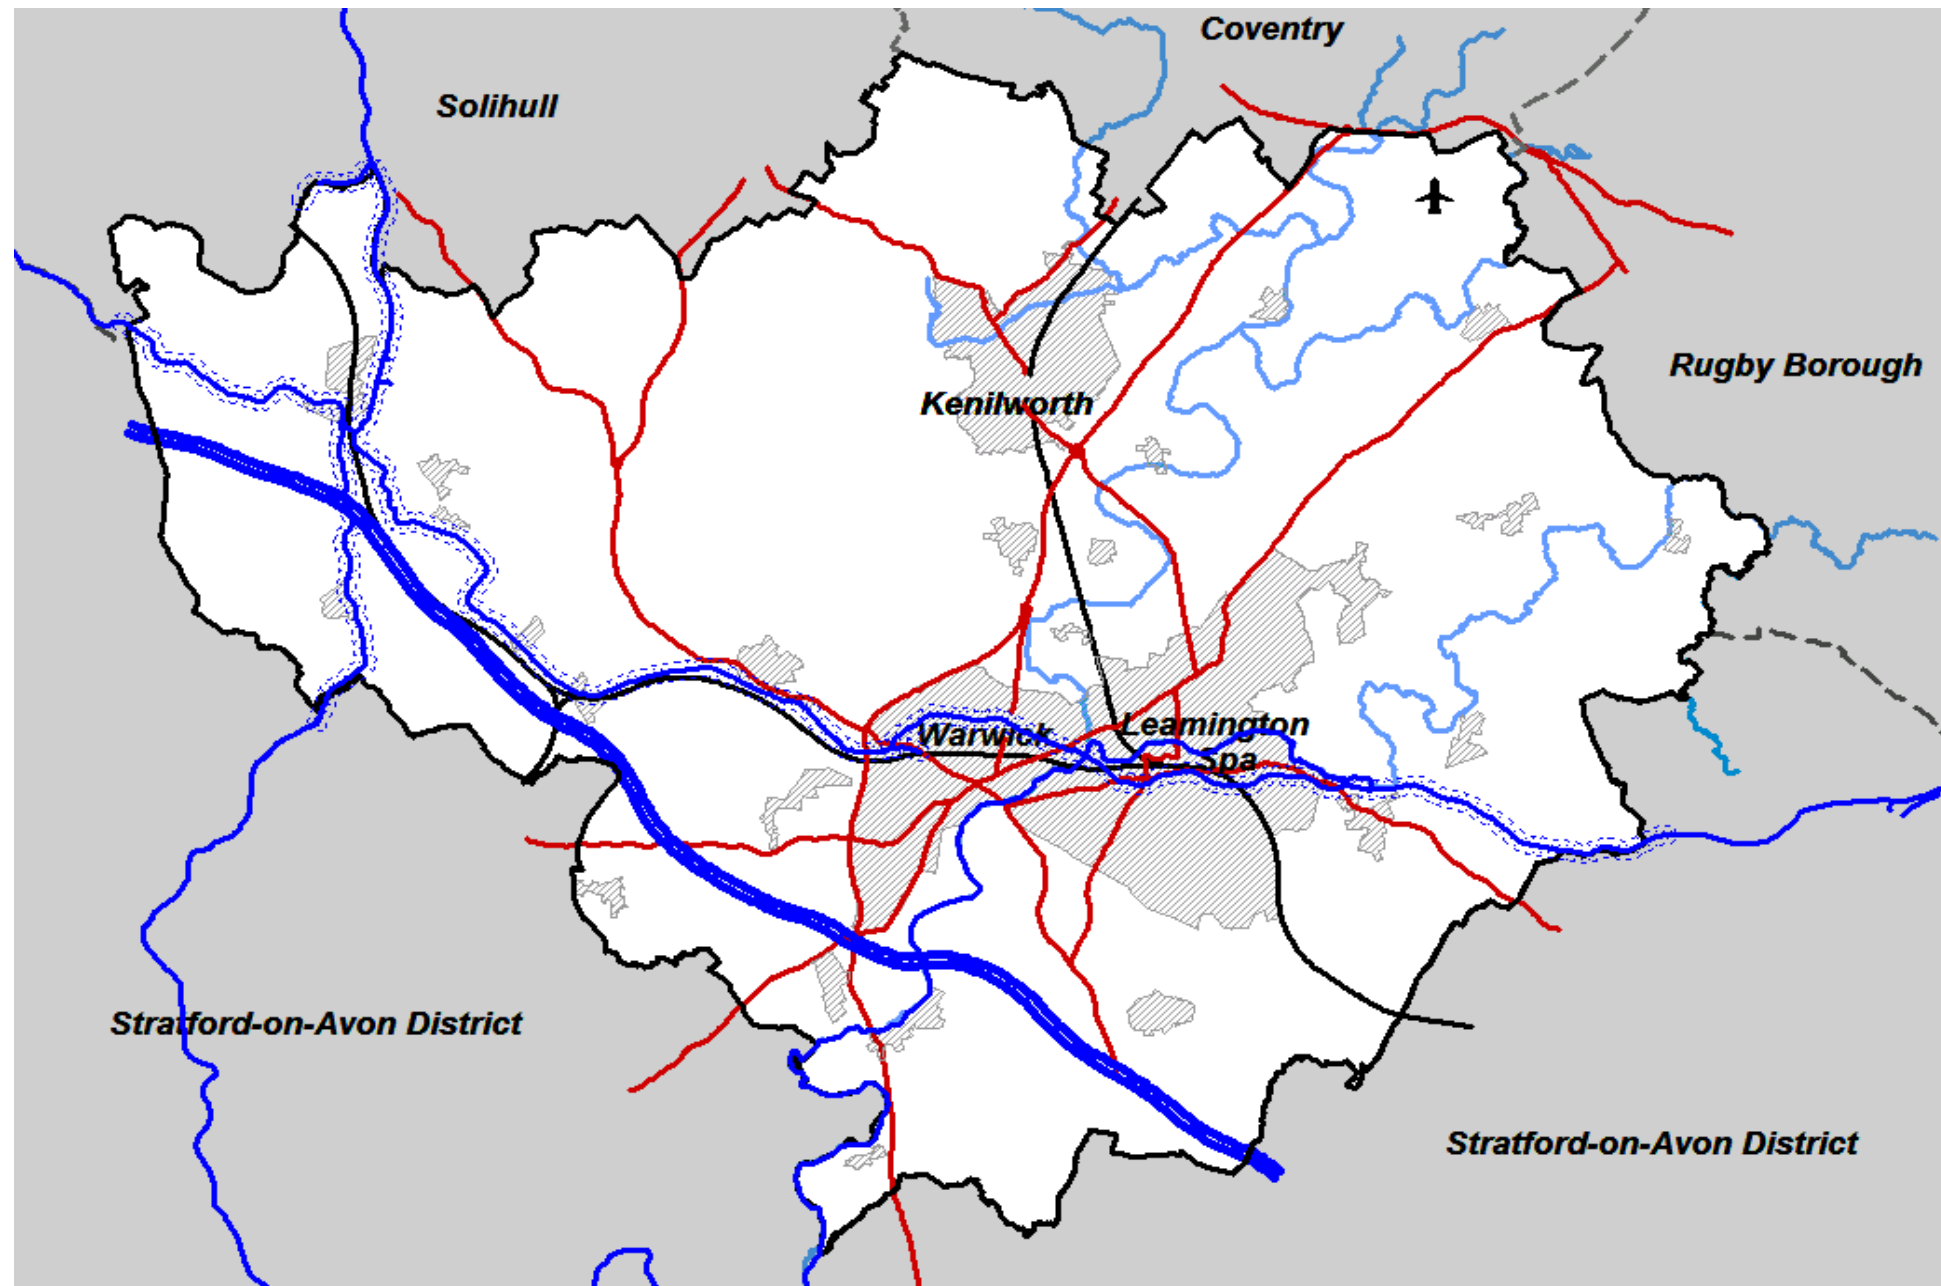 Coventry
Solihull
Rugby Borough
Kenilworth
Warwick
Leamington
Spa
Stratford-on-Avon District
Stratford-on-Avon District